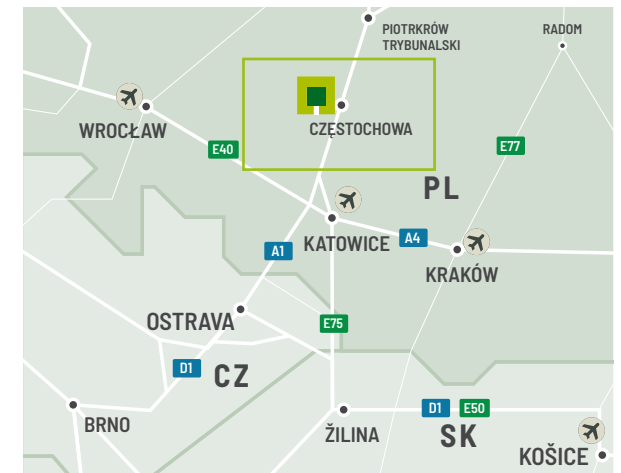 PIOTRKRÓW
TRYBUNALSKI
RADOM
WROCŁAW
CZĘSTOCHOWA
E40
E77
PL
KATOWICE
A4
A1
KRAKÓW
OSTRAVA
E75
D1
CZ
BRNO
ŽILINA
D1
E50
SK
KOŠICE